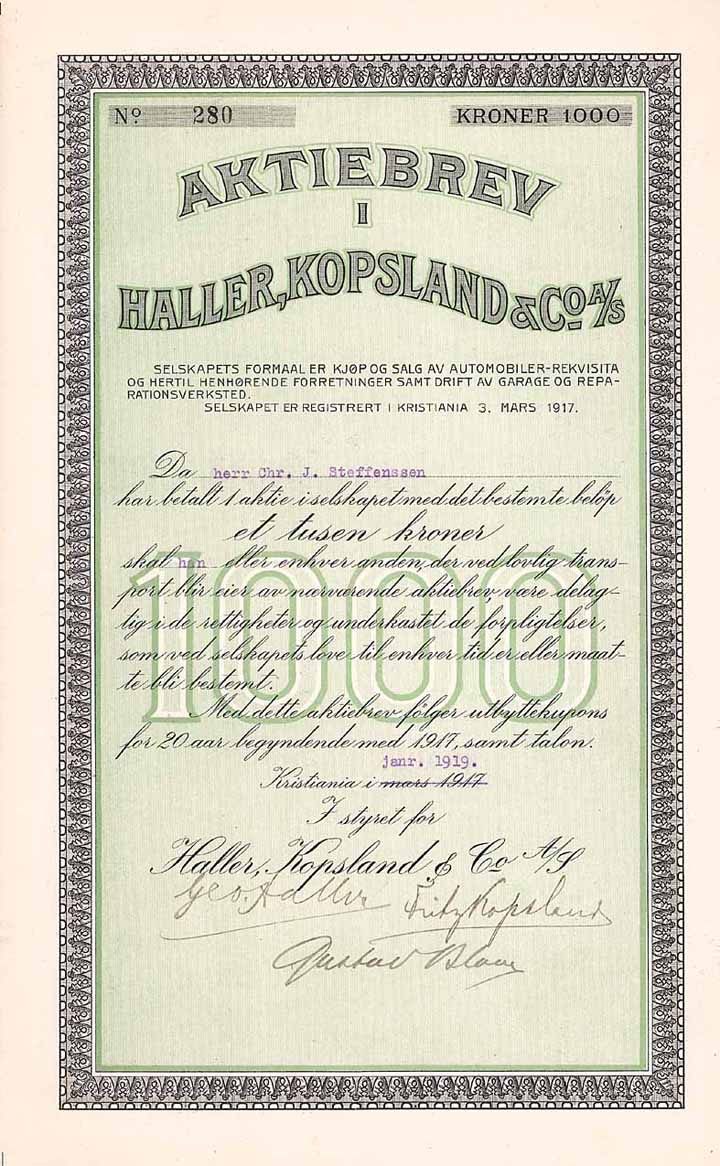 Nº 280 KRONER 1000
AKTIEBREV
I
HALLER, KOPSLAND & Cº A/S
SELSKAPETS FORMAAL ER KJØP OG SALG AV AUTOMOBILER-REKVISITA
OG HERTIL HENHØRENDE FORRETNINGER SAMT DRIFT AV GARAGE OG REPA-
RATIONSVERKSTED.
SELSKAPET ER REGISTRERT I KRISTIANIA 3. MARS 1917.
Da herr Chr. J. Steffenssen
har betalt 1 aktie i selskapet med det bestemte beløp
et tusen kroner
skal han eller enhver anden, der ved lovlig trans-
port blir eier av nærværende aktiebrev, være delag-
tig i de rettigheter og underkastet de forpligtelser,
som ved selskapets love til enhver tid er eller maat-
te bli bestemt.
1000
Med dette aktiebrev følger utbyttekupons
for 20 aar begyndende med 1917, samt talon.
janr. 1919.
Kristiania i mars 1917
I styret for
Haller, Kopsland & Co A/S
Geo. Haller Fritz Kopsland
Gustav